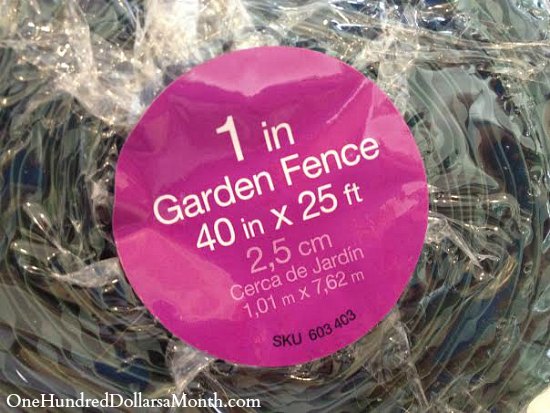 1 in
Garden Fence
40 in x 25 ft
2,5 cm
Cerca de Jardín
1,01 m x 7,62 m
SKU 603 403
OneHundredDollarsaMonth.com